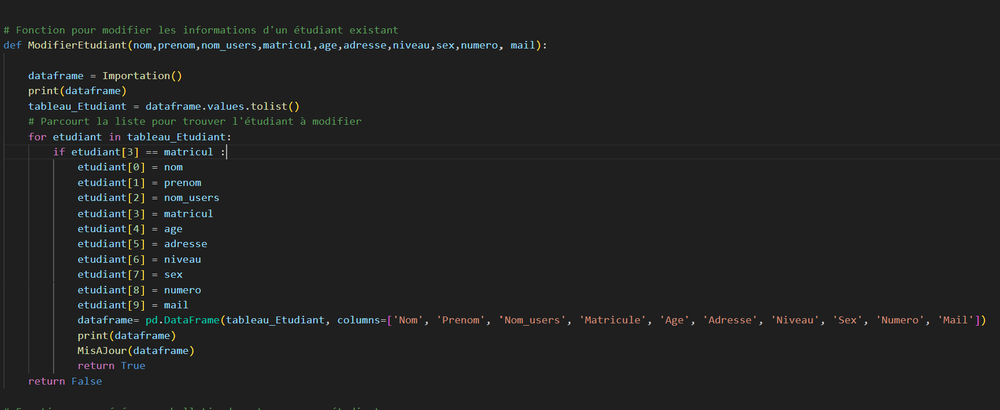 # Fonction pour modifier les informations d'un étudiant existant
def ModifierEtudiant(nom,prenom,nom_users,matricul,age,adresse,niveau,sex,numero, mail):
dataframe = Importation()
print(dataframe)
tableau_Etudiant = dataframe.values.tolist()
# Parcourt la liste pour trouver l'étudiant à modifier
for etudiant in tableau_Etudiant:
if etudiant[3] == matricul :
etudiant[0] = nom
etudiant[1] = prenom
etudiant[2] = nom_users
etudiant[3] = matricul
etudiant[4] = age
etudiant[5] = adresse
etudiant[6] = niveau
etudiant[7] = sex
etudiant[8] = numero
etudiant[9] = mail
dataframe= pd.DataFrame(tableau_Etudiant, columns=['Nom', 'Prenom', 'Nom_users', 'Matricule', 'Age', 'Adresse', 'Niveau', 'Sex', 'Numero', 'Mail'])
print(dataframe)
MisAJour(dataframe)
return True
return False